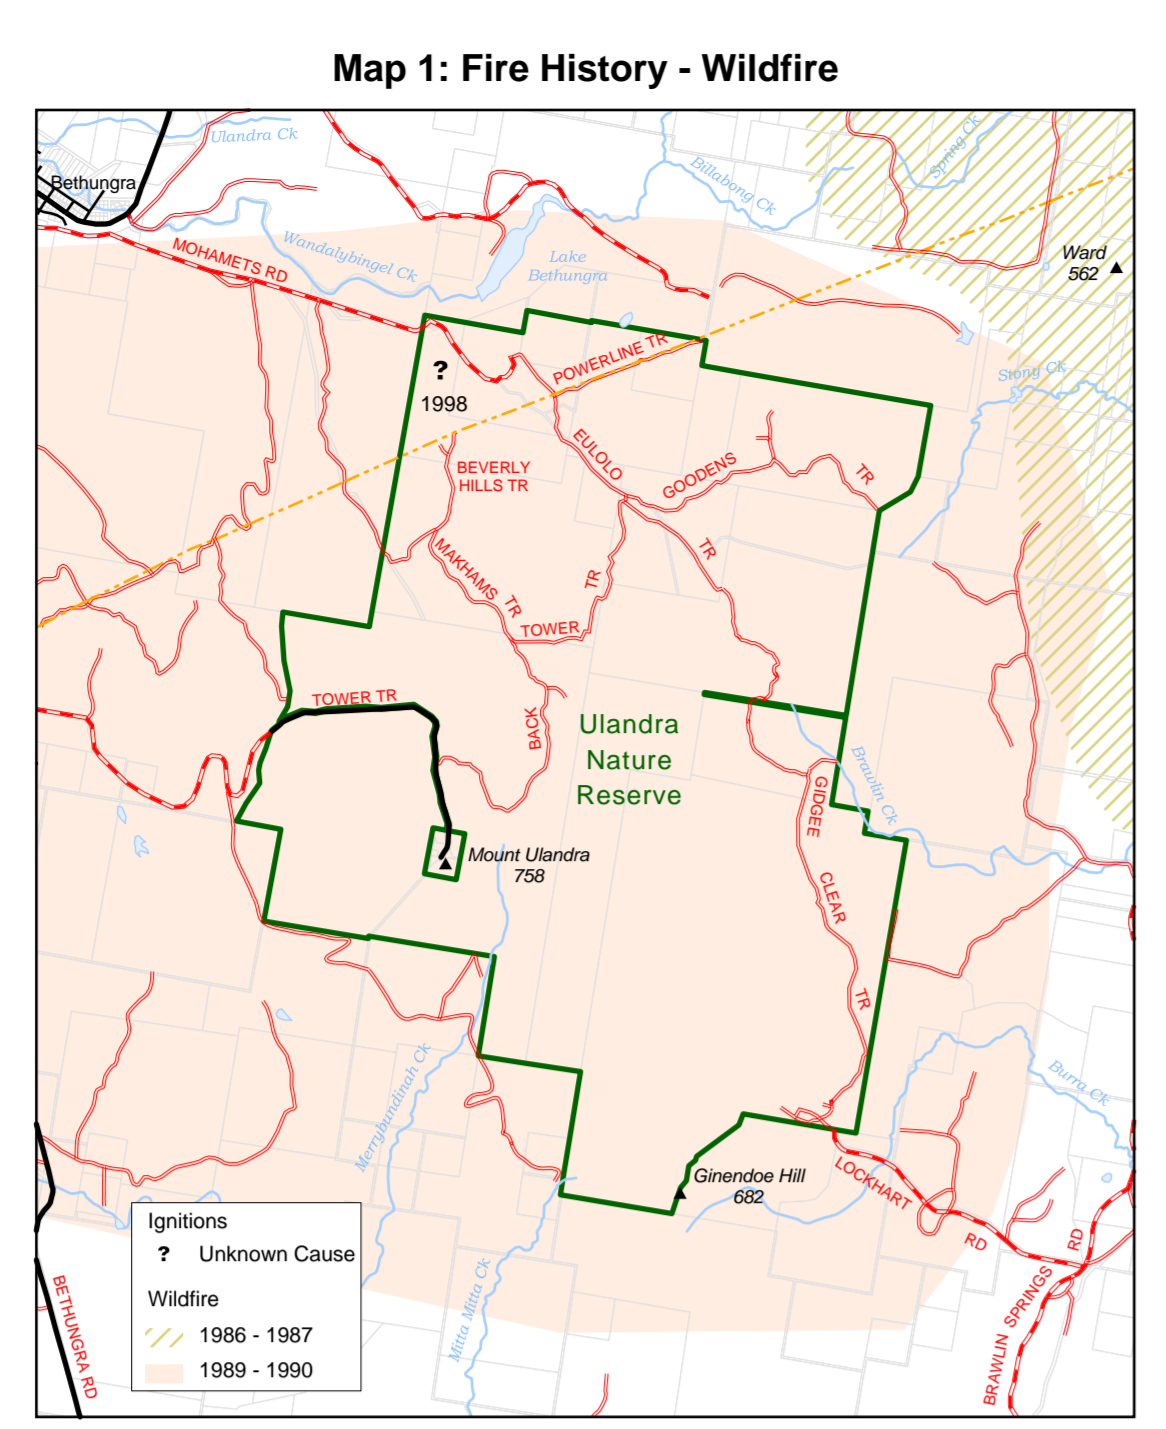 Map 1: Fire History - Wildfire
Ulandra Ck
Spring Ck
Billabong Ck
Bethungra
MOHAMETS RD
Wandalybingel Ck
Lake
Bethungra
Ward
562
POWERLINE TR
Stony Ck
?
1998
EULOLO
TR
GOODENS
TR
BEVERLY
HILLS TR
MAKHAMS
TR
TOWER
TR
TOWER TR
BACK
Ulandra
Nature
Reserve
Brawlin Ck
GIDGEE
CLEAR
TR
Mount Ulandra
758
Merrybundinah Ck
Burra Ck
LOCKHART
RD
Ginendoe Hill
682
Mitta Mitta Ck
BRAWLIN SPRINGS
RD
BETHUNGRA RD
Ignitions
? Unknown Cause
Wildfire
1986 - 1987
1989 - 1990